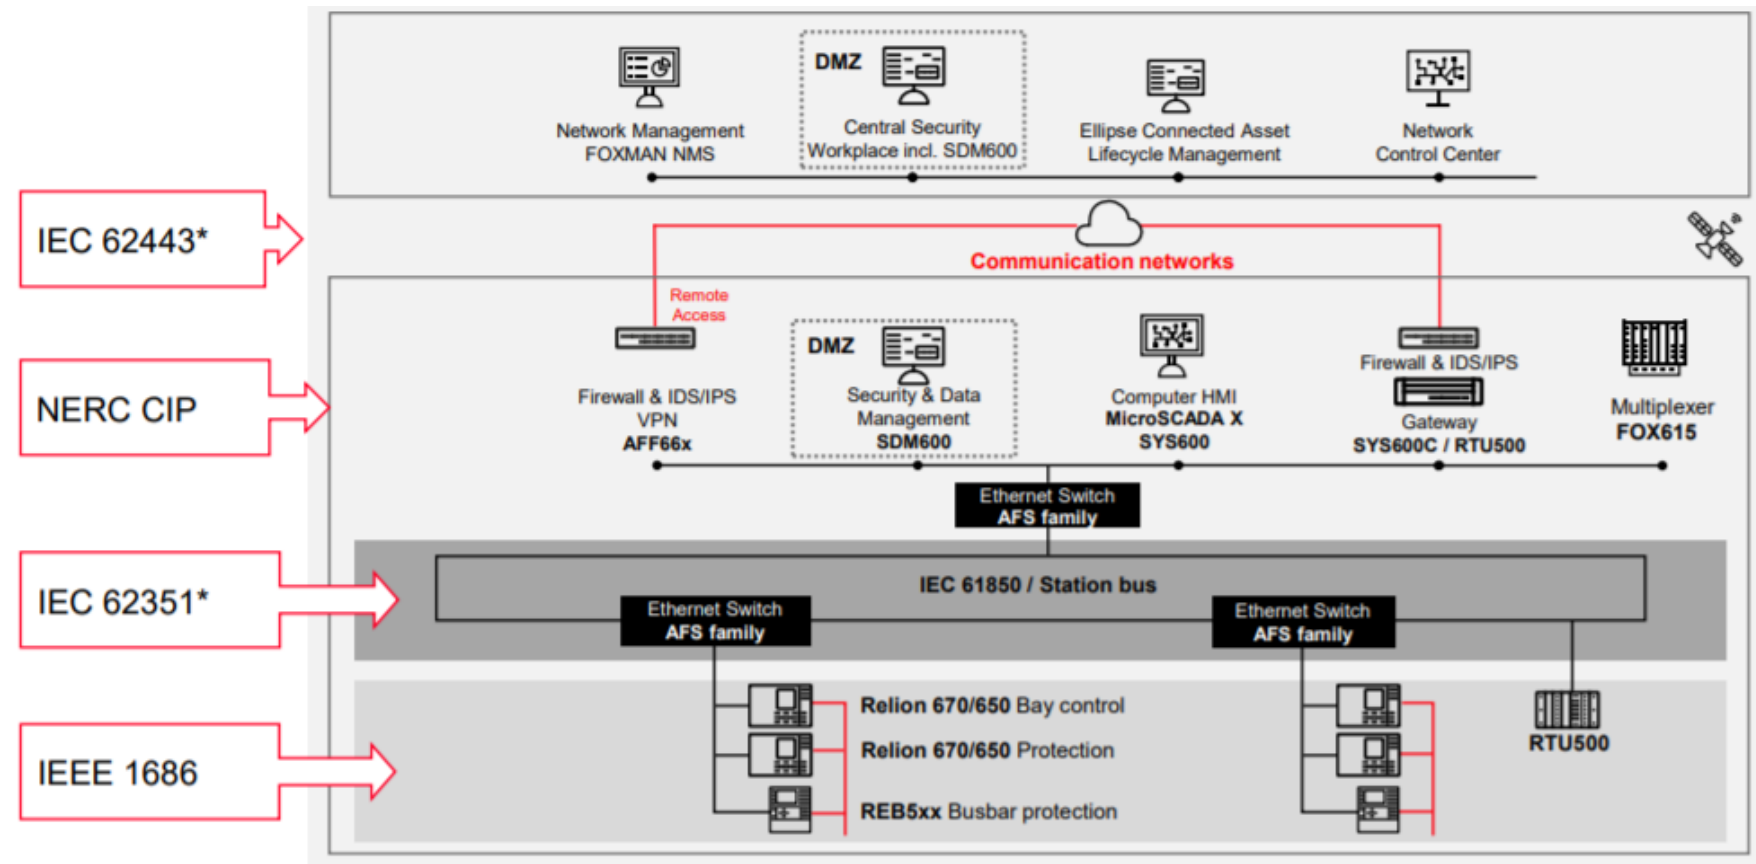 DMZ
Network Management
FOXMAN NMS
Central Security
Workplace incl. SDM600
Ellipse Connected Asset
Lifecycle Management
Network
Control Center
IEC 62443*
Communication networks
Remote
Access
NERC CIP
Firewall & IDS/IPS
VPN
AFF66x
DMZ
Security & Data
Management
SDM600
Computer HMI
MicroSCADA X
SYS600
Firewall & IDS/IPS
Gateway
SYS600C / RTU500
Multiplexer
FOX615
Ethernet Switch
AFS family
IEC 62351*
IEC 61850 / Station bus
Ethernet Switch
AFS family
Ethernet Switch
AFS family
IEEE 1686
Relion 670/650 Bay control
Relion 670/650 Protection
REB5xx Busbar protection
RTU500